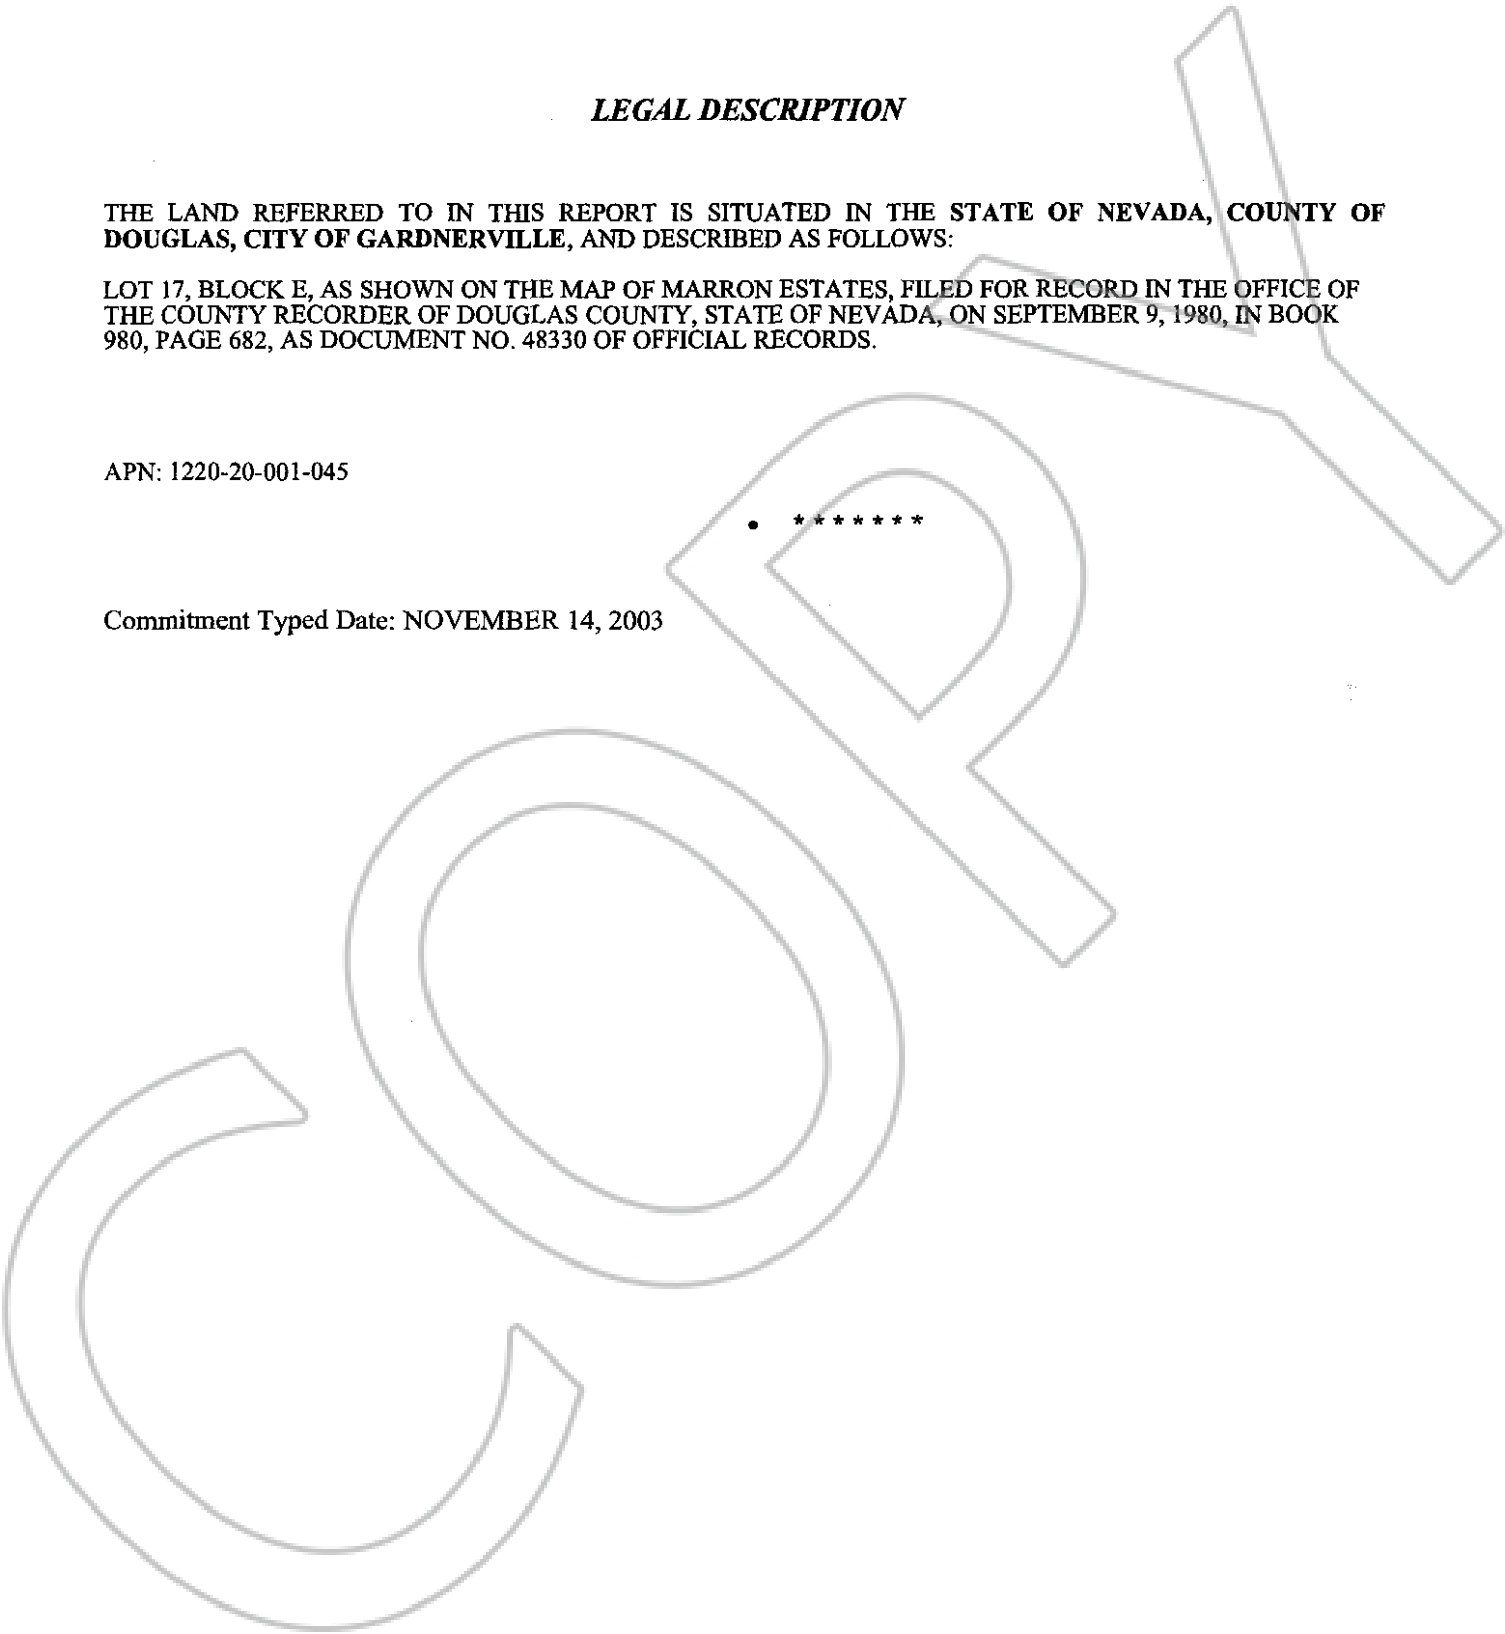 LEGAL DESCRIPTION
THE LAND REFERRED TO IN THIS REPORT IS SITUATED IN THE STATE OF NEVADA, COUNTY OF
DOUGLAS, CITY OF GARDNERVILLE, AND DESCRIBED AS FOLLOWS:
LOT 17, BLOCK E, AS SHOWN ON THE MAP OF MARRON ESTATES, FILED FOR RECORD IN THE OFFICE OF
THE COUNTY RECORDER OF DOUGLAS COUNTY, STATE OF NEVADA, ON SEPTEMBER 9, 1980, IN BOOK
980, PAGE 682, AS DOCUMENT NO. 48330 OF OFFICIAL RECORDS.
APN: 1220-20-001-045
• * * * * * * *
Commitment Typed Date: NOVEMBER 14, 2003
COPY